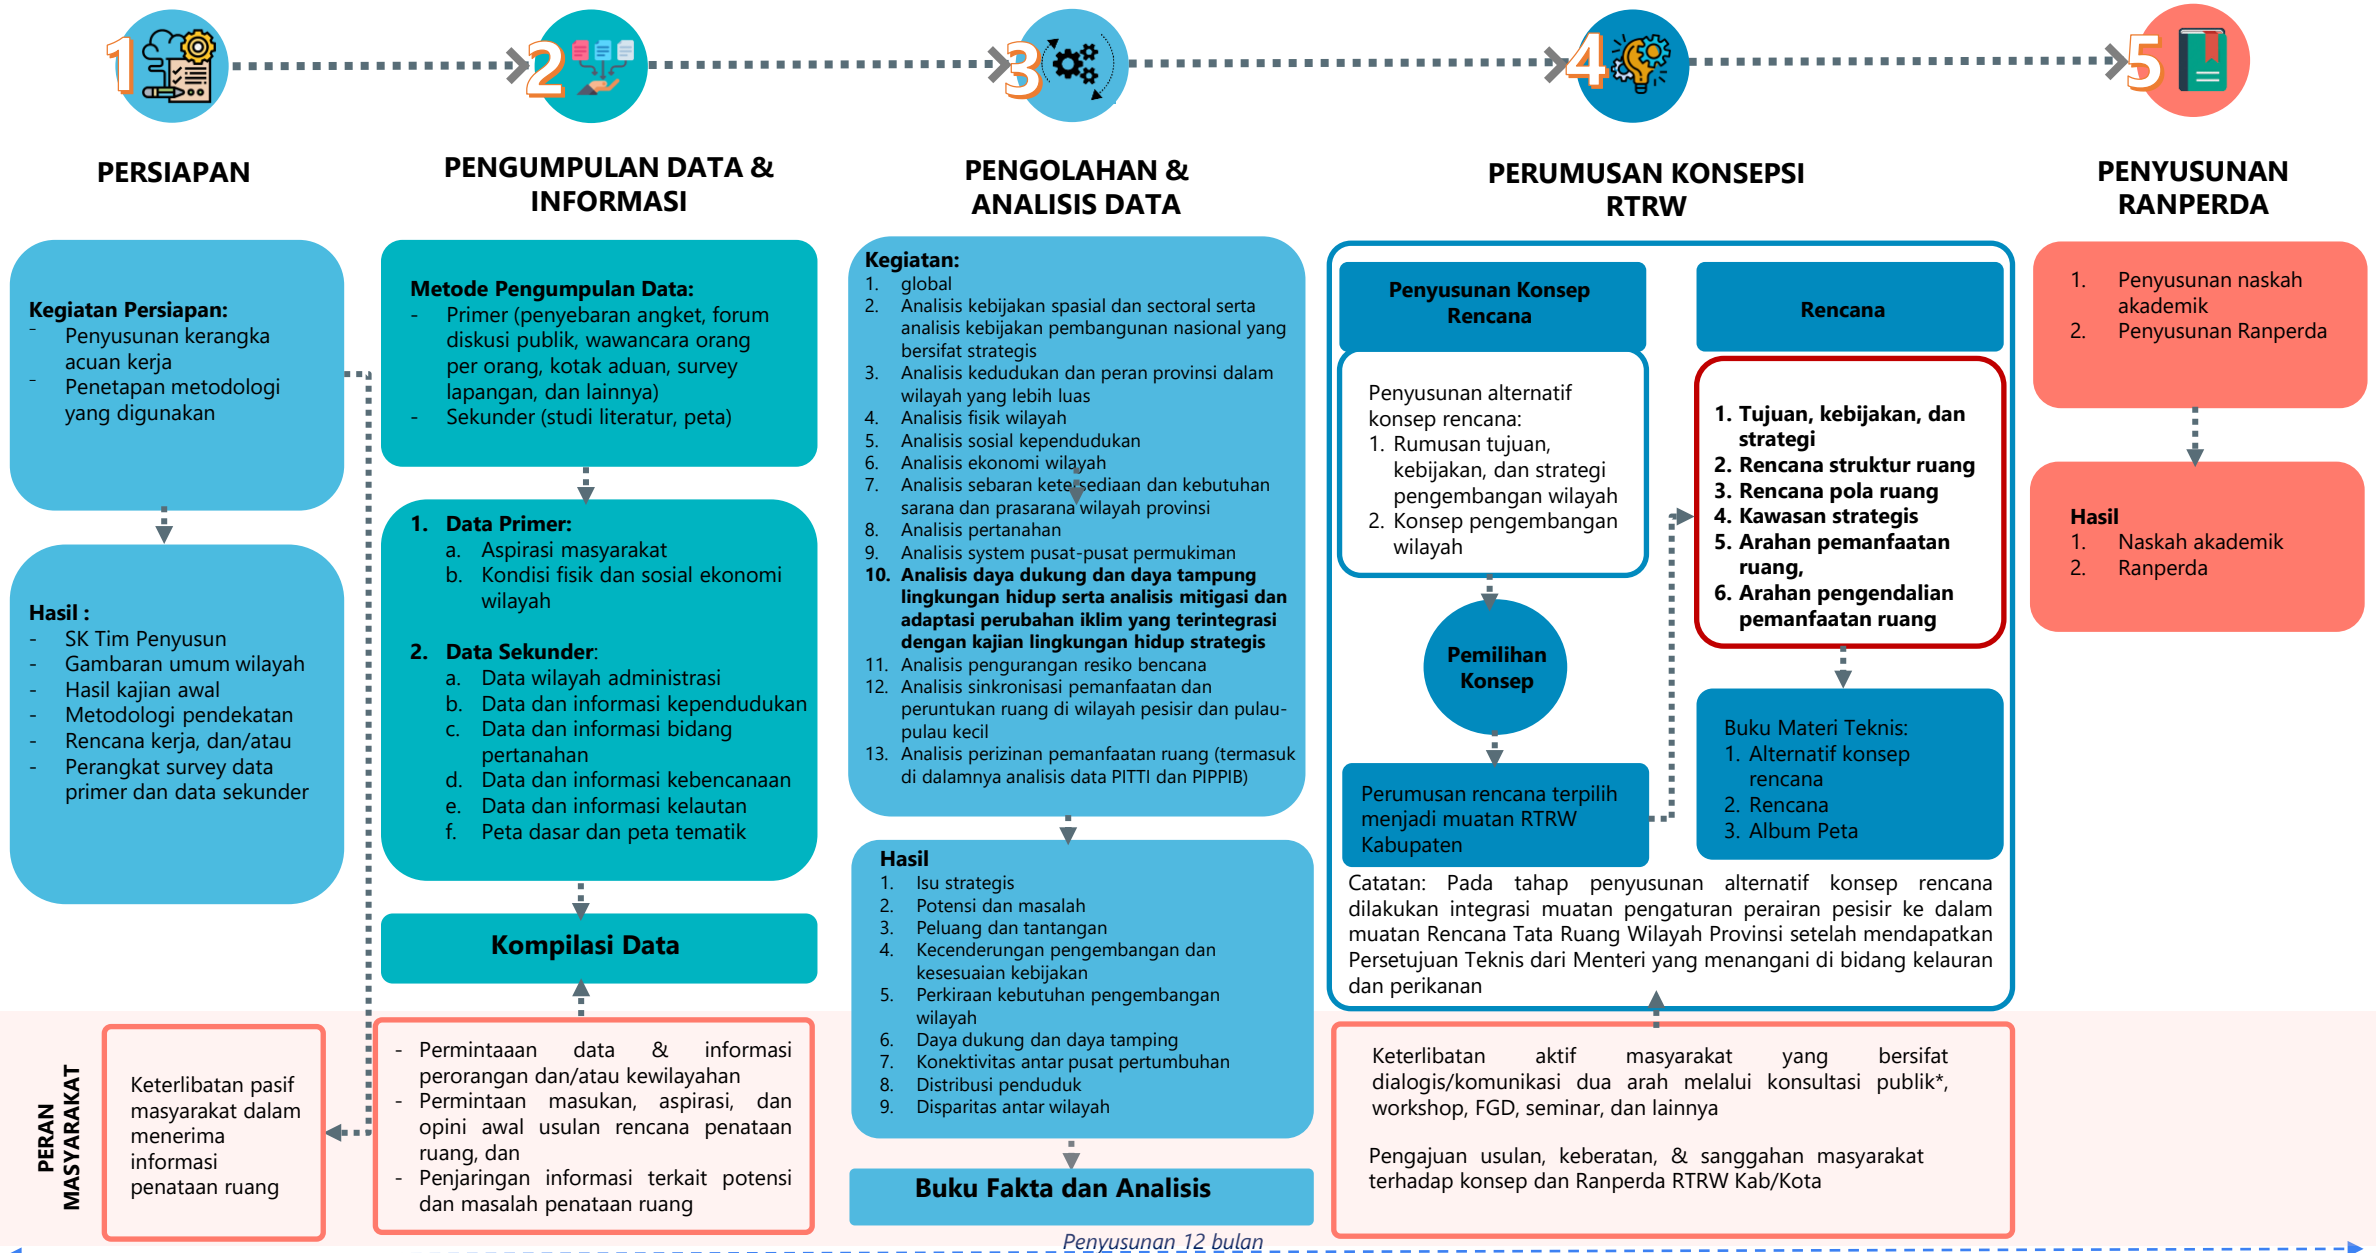 1
2
3
4
5
PERSIAPAN
PENGUMPULAN DATA &
INFORMASI
PENGOLAHAN &
ANALISIS DATA
PERUMUSAN KONSEPSI
RTRW
PENYUSUNAN
RANPERDA
Kegiatan Persiapan:
- Penyusunan kerangka
acuan kerja
- Penetapan metodologi
yang digunakan
Hasil :
- SK Tim Penyusun
- Gambaran umum wilayah
- Hasil kajian awal
- Metodologi pendekatan
- Rencana kerja, dan/atau
- Perangkat survey data
primer dan data sekunder
Metode Pengumpulan Data:
- Primer (penyebaran angket, forum
diskusi publik, wawancara orang
per orang, kotak aduan, survey
lapangan, dan lainnya)
- Sekunder (studi literatur, peta)
1. Data Primer:
a. Aspirasi masyarakat
b. Kondisi fisik dan sosial ekonomi
wilayah
2. Data Sekunder:
a. Data wilayah administrasi
b. Data dan informasi kependudukan
c. Data dan informasi bidang
pertanahan
d. Data dan informasi kebencanaan
e. Data dan informasi kelautan
f. Peta dasar dan peta tematik
Kompilasi Data
Kegiatan:
1. global
2. Analisis kebijakan spasial dan sectoral serta
analisis kebijakan pembangunan nasional yang
bersifat strategis
3. Analisis kedudukan dan peran provinsi dalam
wilayah yang lebih luas
4. Analisis fisik wilayah
5. Analisis sosial kependudukan
6. Analisis ekonomi wilayah
7. Analisis sebaran ketersediaan dan kebutuhan
sarana dan prasarana wilayah provinsi
8. Analisis pertanahan
9. Analisis system pusat-pusat permukiman
10. Analisis daya dukung dan daya tampung
lingkungan hidup serta analisis mitigasi dan
adaptasi perubahan iklim yang terintegrasi
dengan kajian lingkungan hidup strategis
11. Analisis pengurangan resiko bencana
12. Analisis sinkronisasi pemanfaatan dan
peruntukan ruang di wilayah pesisir dan pulau-
pulau kecil
13. Analisis perizinan pemanfaatan ruang (termasuk
di dalamnya analisis data PITTI dan PIPPIB)
Hasil
1. Isu strategis
2. Potensi dan masalah
3. Peluang dan tantangan
4. Kecenderungan pengembangan dan
kesesuaian kebijakan
5. Perkiraan kebutuhan pengembangan
wilayah
6. Daya dukung dan daya tamping
7. Konektivitas antar pusat pertumbuhan
8. Distribusi penduduk
9. Disparitas antar wilayah
Buku Fakta dan Analisis
Penyusunan Konsep
Rencana
Penyusunan alternatif
konsep rencana:
1. Rumusan tujuan,
kebijakan, dan strategi
pengembangan wilayah
2. Konsep pengembangan
wilayah
Pemilihan
Konsep
Perumusan rencana terpilih
menjadi muatan RTRW
Kabupaten
Rencana
1. Tujuan, kebijakan, dan
strategi
2. Rencana struktur ruang
3. Rencana pola ruang
4. Kawasan strategis
5. Arahan pemanfaatan
ruang,
6. Arahan pengendalian
pemanfaatan ruang
Buku Materi Teknis:
1. Alternatif konsep
rencana
2. Rencana
3. Album Peta
Catatan: Pada tahap penyusunan alternatif konsep rencana
dilakukan integrasi muatan pengaturan perairan pesisir ke dalam
muatan Rencana Tata Ruang Wilayah Provinsi setelah mendapatkan
Persetujuan Teknis dari Menteri yang menangani di bidang kelauran
dan perikanan
1. Penyusunan naskah
akademik
2. Penyusunan Ranperda
Hasil
1. Naskah akademik
2. Ranperda
PERAN
MASYARAKAT
Keterlibatan pasif
masyarakat dalam
menerima
informasi
penataan ruang
- Permintaaan data & informasi
perorangan dan/atau kewilayahan
- Permintaan masukan, aspirasi, dan
opini awal usulan rencana penataan
ruang, dan
- Penjaringan informasi terkait potensi
dan masalah penataan ruang
Keterlibatan aktif masyarakat yang bersifat
dialogis/komunikasi dua arah melalui konsultasi publik*,
workshop, FGD, seminar, dan lainnya
Pengajuan usulan, keberatan, & sanggahan masyarakat
terhadap konsep dan Ranperda RTRW Kab/Kota
Penyusunan 12 bulan